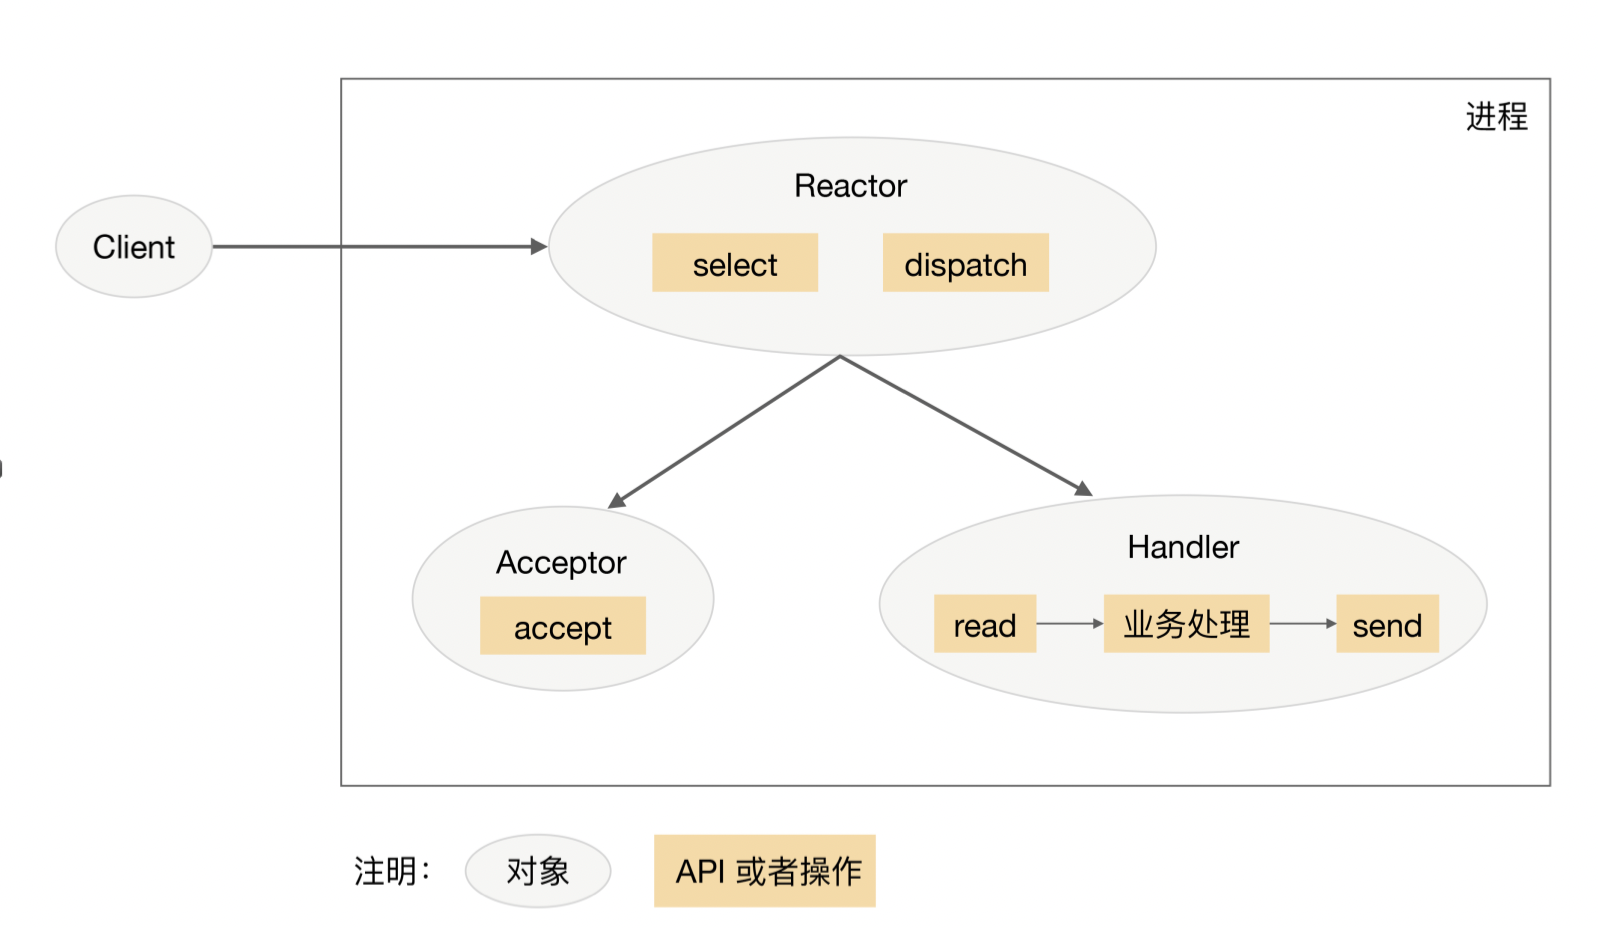 进程
Reactor
Client
select
dispatch
Acceptor
accept
Handler
read
业务处理
send
注明：
对象
API 或者操作